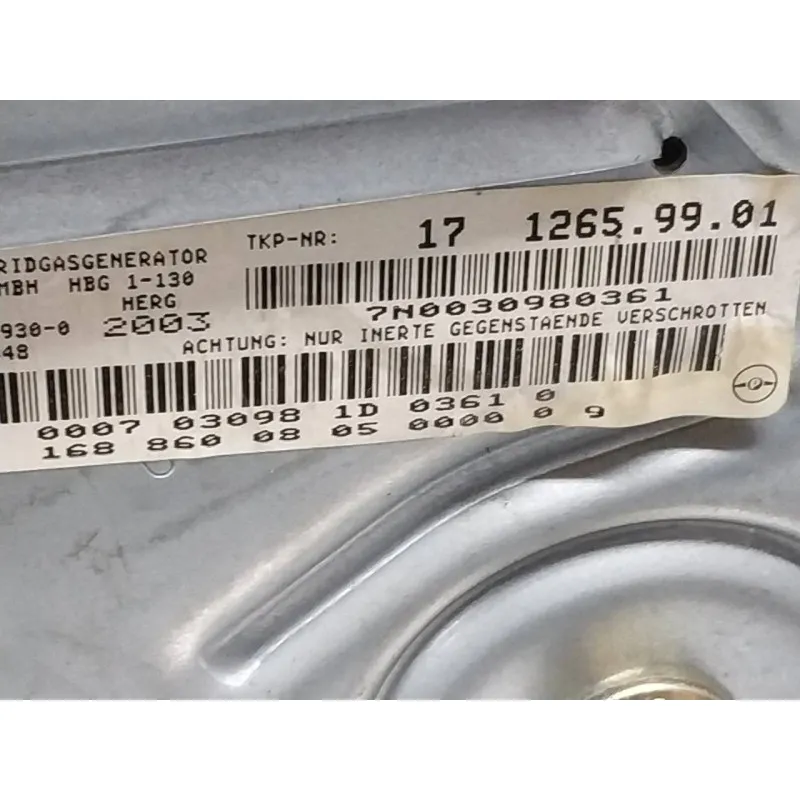 RIDGASGENERATOR
MBH HBG 1-130
HERG
930-0 2003
48
TKP-NR: 17 1265.99.01
7N0030980361
ACHTUNG: NUR INERTE GEGENSTAENDE VERSCHROTTEN
0007 03098 1D 0361 0
168 860 08 05 0000 0 9